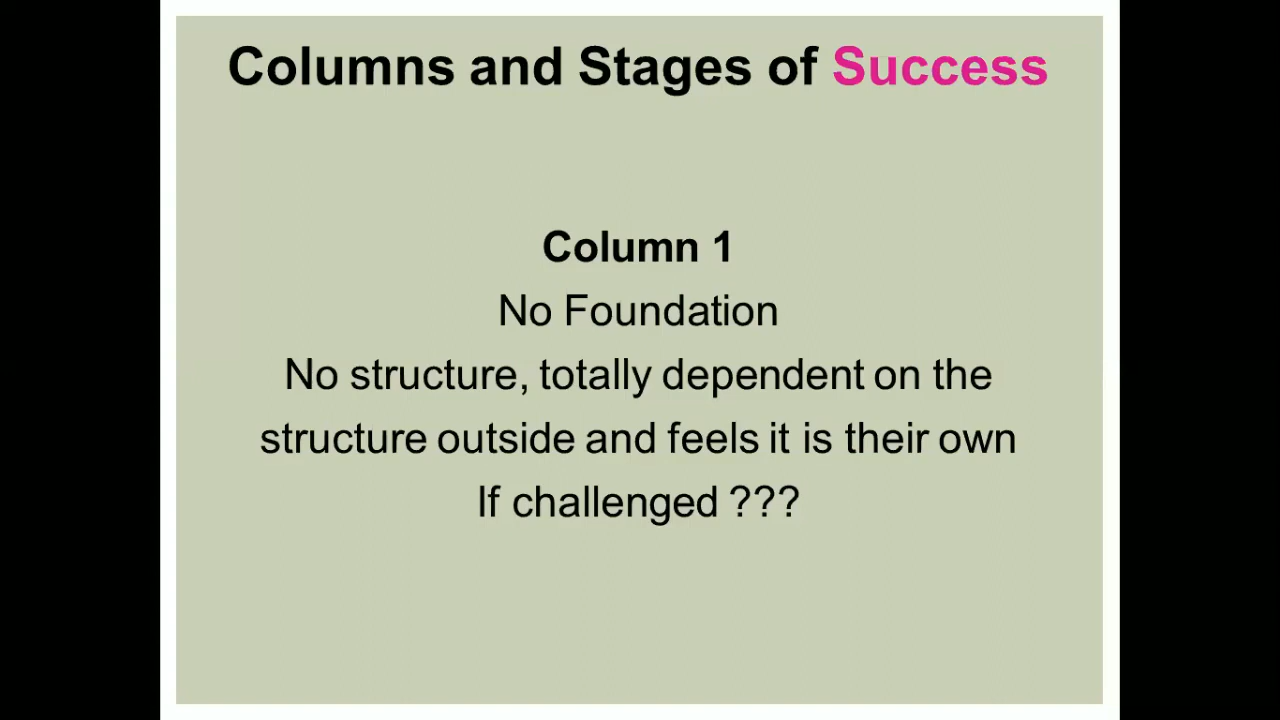 Columns and Stages of Success
Column 1
No Foundation
No structure, totally dependent on the
structure outside and feels it is their own
If challenged ???